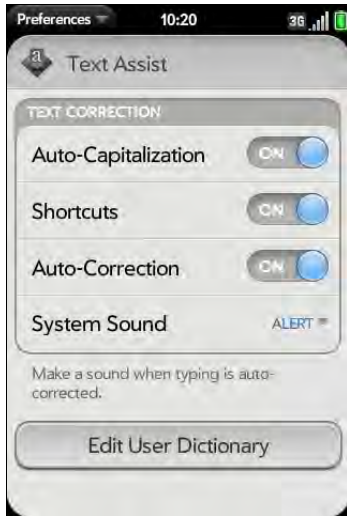 Preferences 10:20 3G
a Text Assist
TEXT CORRECTION
Auto-Capitalization ON
Shortcuts ON
Auto-Correction ON
System Sound ALERT
Make a sound when typing is auto-
corrected.
Edit User Dictionary